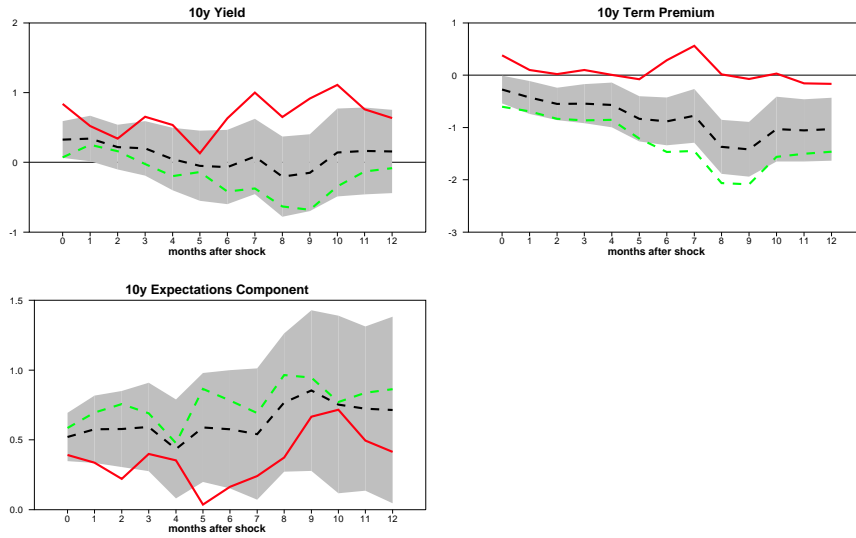 10y Yield
2
1
0
-1
0 1 2 3 4 5 6 7 8 9 10 11 12
months after shock
10y Term Premium
1
0
-1
-2
-3
0 1 2 3 4 5 6 7 8 9 10 11 12
months after shock
10y Expectations Component
1.5
1.0
0.5
0.0
0 1 2 3 4 5 6 7 8 9 10 11 12
months after shock